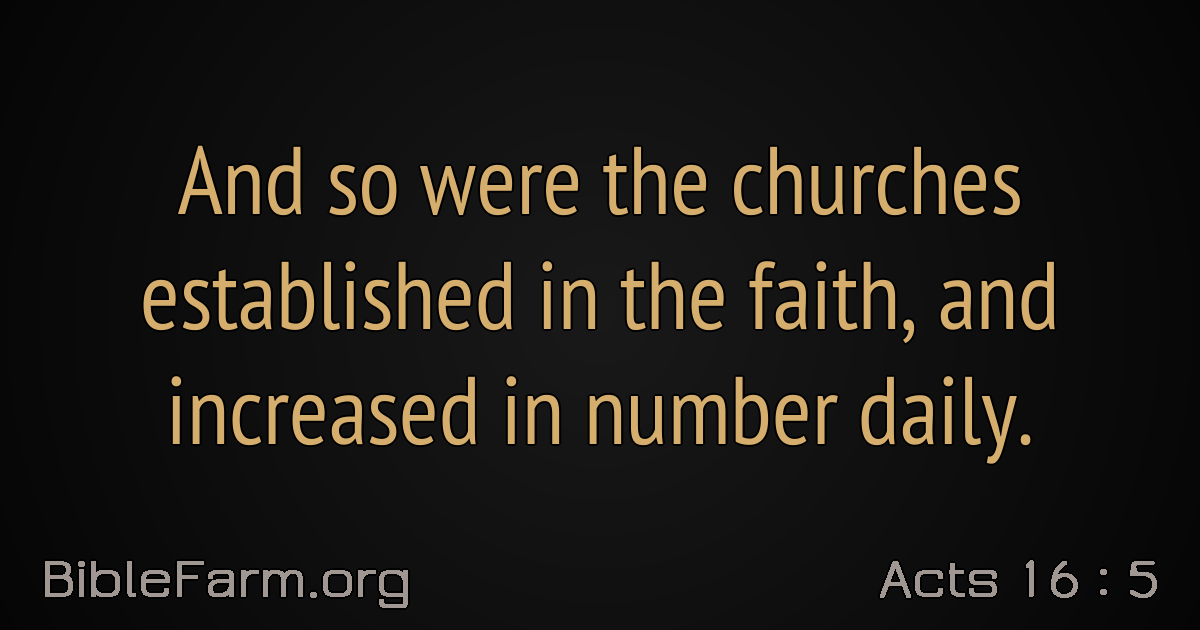 And so were the churches
established in the faith, and
increased in number daily.
BibleFarm.org
Acts 16 : 5